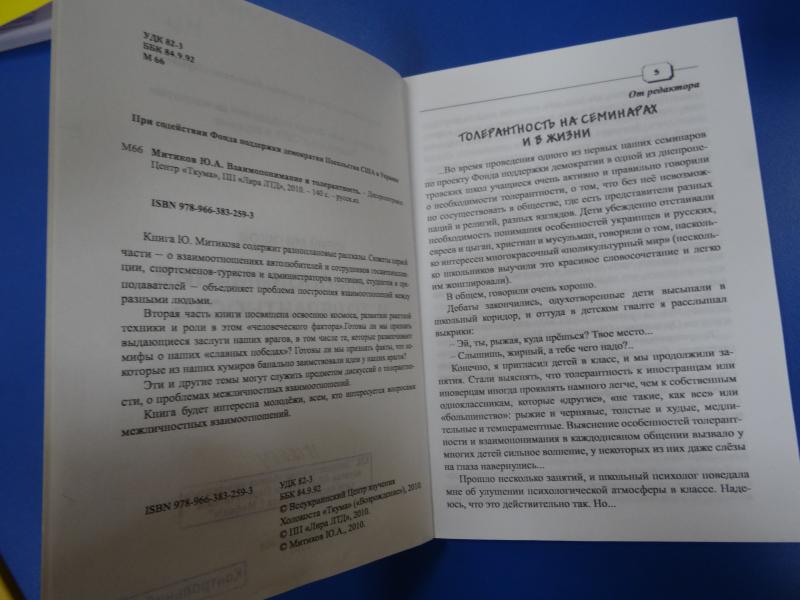 УДК 82-3
ББК 84.9.92
М 66
При содействии Фонда поддержки демократии Посольства США в Украине
М66 Митиков Ю.А. Взаимопонимание и толерантность. – Днепропетровск:
Центр «Ткума», ПП «Лира ЛТД», 2010. – 140 с. – русск.яз.
ISBN 978-966-383-259-3
Книга Ю. Митикова содержит разноплановые рассказы. Сюжеты первой
части – о взаимоотношениях автолюбителей и сотрудников госавтоинспек-
ции, спортсменов-туристов и администраторов гостиниц, студентов и пре-
подавателей – объединяет проблема построения взаимоотношений между
разными людьми.
Вторая часть книги посвящена освоению космоса, развитию ракетной
техники и роли в этом «человеческого фактора».Готовы ли мы признать
выдающиеся заслуги наших врагов, в том числе те, которые развенчивают
мифы о наших «славных победах»? Готовы ли мы признать факты, что не-
которые из наших кумиров банально заимствовали идеи у наших врагов?
Эти и другие темы могут служить предметом дискуссий о толерантно-
сти, о проблемах межличностных взаимоотношений.
Книга будет интересна молодёжи, всем, кто интересуется вопросами
межличностных взаимоотношений.
ISBN 978-966-383-259-3
УДК 82-3
ББК 84.9.92
© Всеукраинский Центр изучения
Холокоста «Ткума» («Возрождение»), 2010.
© ПП «Лира ЛТД», 2010.
© Митиков Ю.А., 2010.
5
От редактора
ТОЛЕРАНТНОСТЬ НА СЕМИНАРАХ
И В ЖИЗНИ
...Во время проведения одного из первых наших семинаров
по проекту Фонда поддержки демократии в одной из днепропе-
тровских школ учащиеся очень активно и правильно говорили
о необходимости толерантности, о том, что без неё невозмож-
но сосуществовать в обществе, где есть представители разных
наций и религий, разных взглядов. Дети убежденно отстаивали
необходимость понимания особенностей украинцев и русских,
евреев и цыган, христиан и мусульман, говорили о том, насколь-
ко интересен многокрасочный «поликультурный мир» (несколь-
ко школьников выучили это красивое словосочетание и легко
им жонглировали).
В общем, говорили очень хорошо.
Дебаты закончились, одухотворенные дети высыпали в
школьный коридор, и оттуда в детском гвалте я расслышал
выкрики:
– Эй, ты, рыжая, куда прёшься? Твое место...
– Слышишь, жирный, а тебе чего надо?..
Конечно, я пригласил детей в класс, и мы продолжили за-
нятия. Стали выяснять, что толерантность к иностранцам или
иноверцам иногда проявлять намного легче, чем к собственным
одноклассникам, которые «другие», «не такие, как все» или
«большинство»: рыжие и чернявые, толстые и худые, медли-
тельные и темпераментные. Выяснение особенностей толерант-
ности и взаимопонимания в каждодневном общении вызвало у
многих детей сильное волнение, у некоторых из них даже слёзы
на глаза навернулись...
Прошло несколько занятий, и школьный психолог поведала
мне об улучшении психологической атмосферы в классе. Наде-
юсь, что это действительно так. Но...